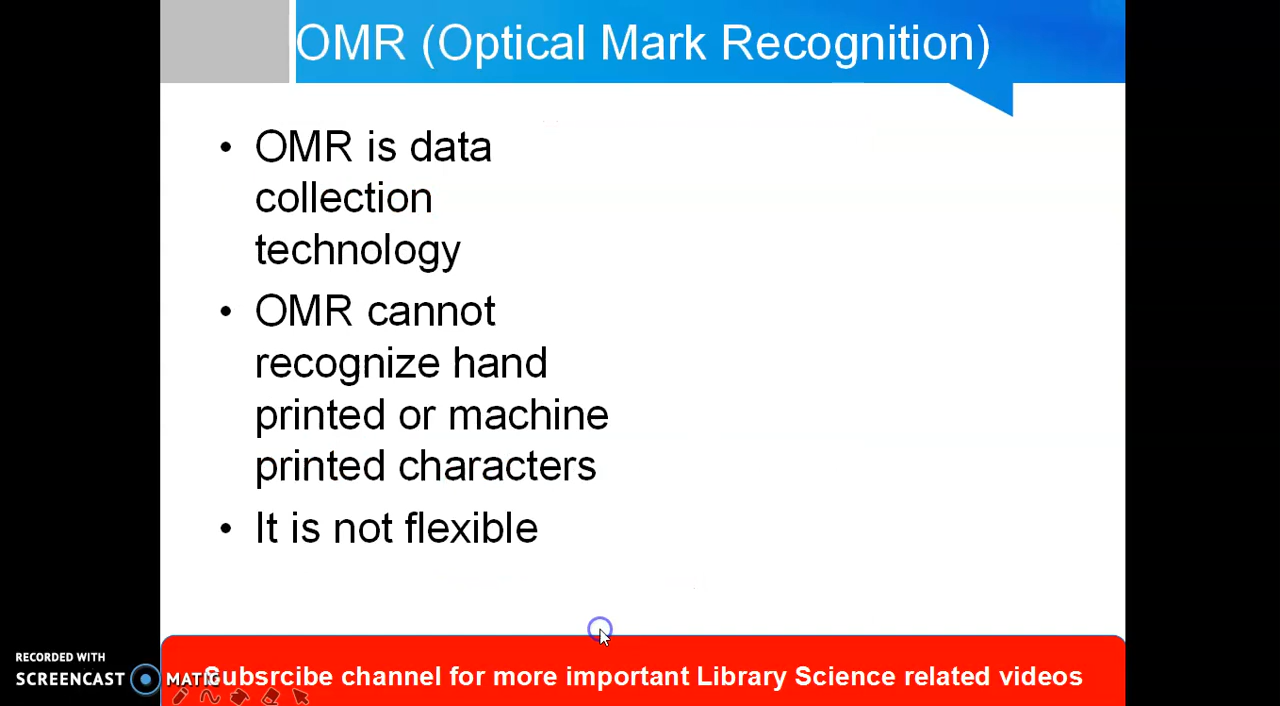 OMR (Optical Mark Recognition)
• OMR is data
collection
technology
• OMR cannot
recognize hand
printed or machine
printed characters
• It is not flexible
RECORDED WITH
SCREENCAST MATIC
Subsrcibe channel for more important Library Science related videos